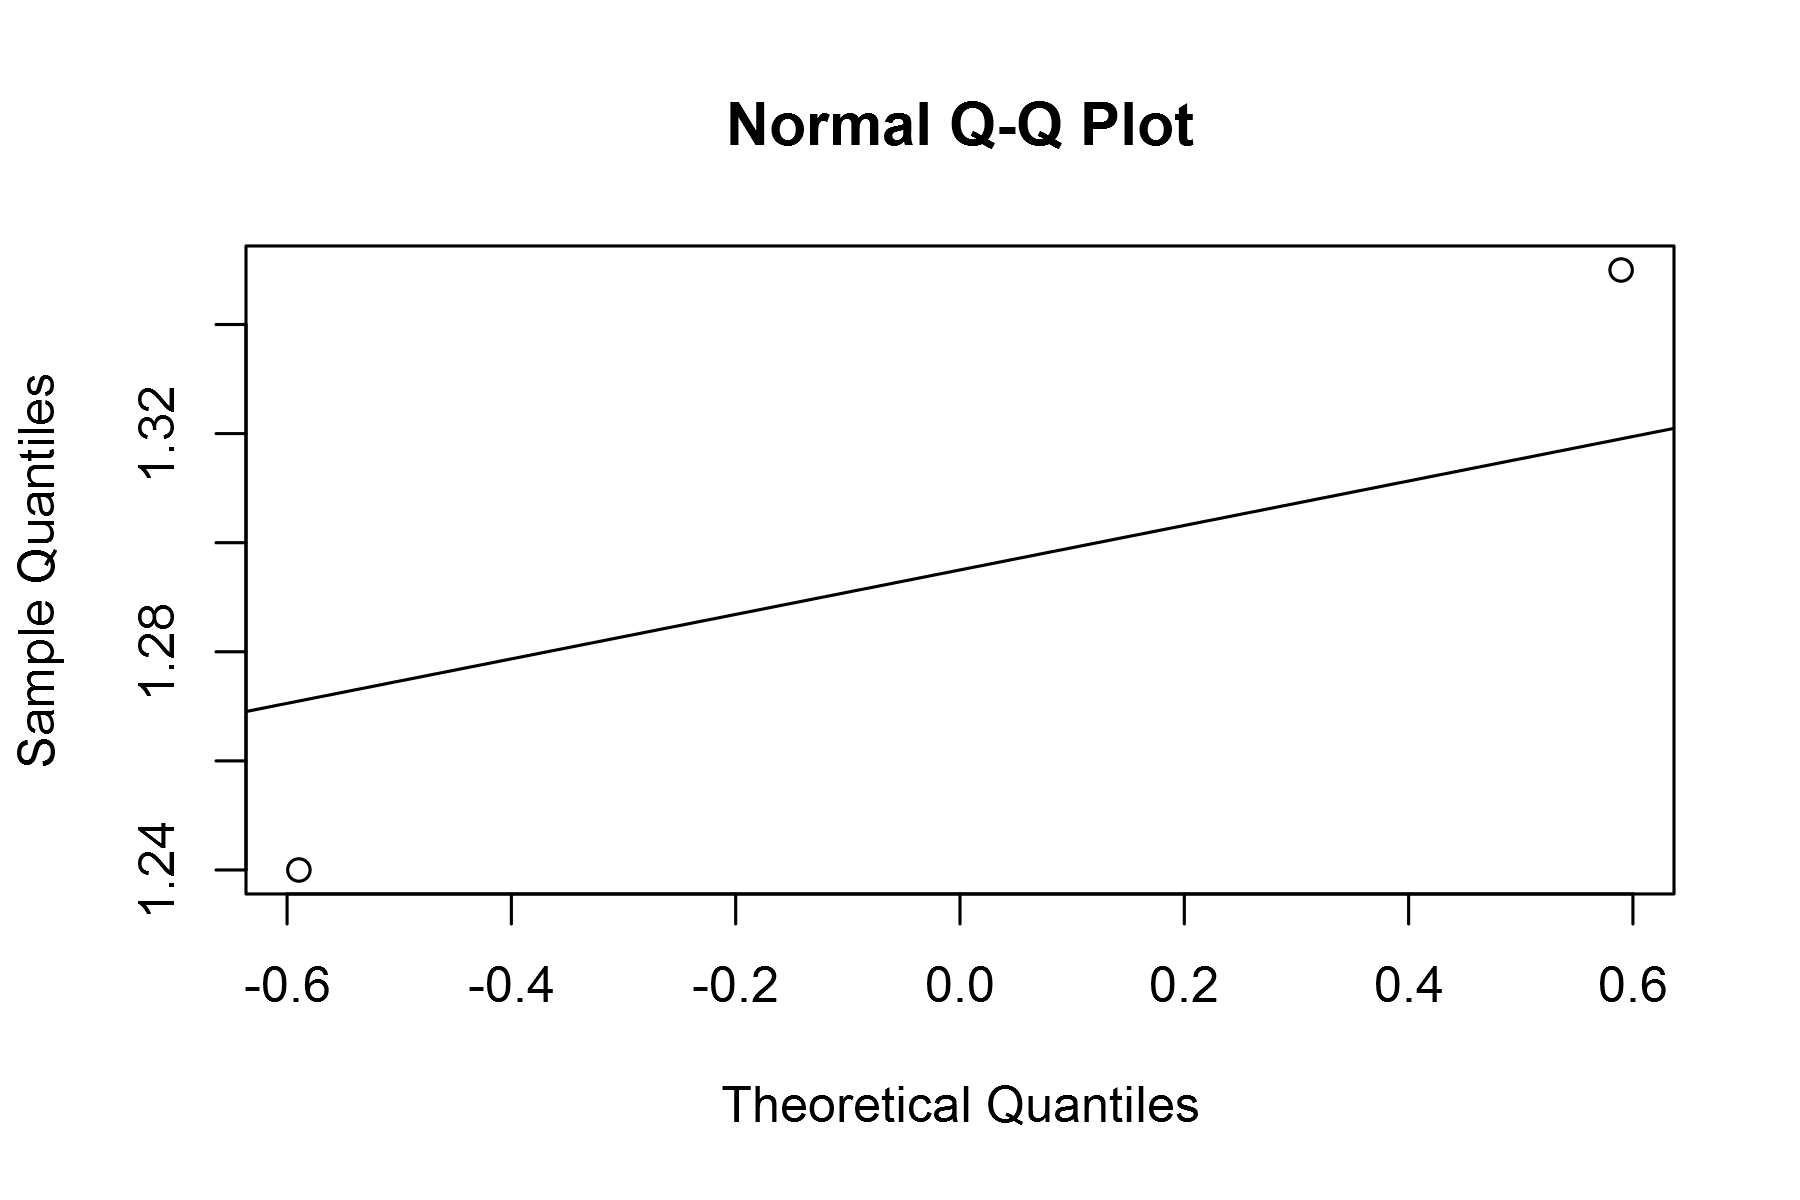 Normal Q-Q Plot
Sample Quantiles
1.32
1.28
1.24
-0.6 -0.4 -0.2 0.0 0.2 0.4 0.6
Theoretical Quantiles